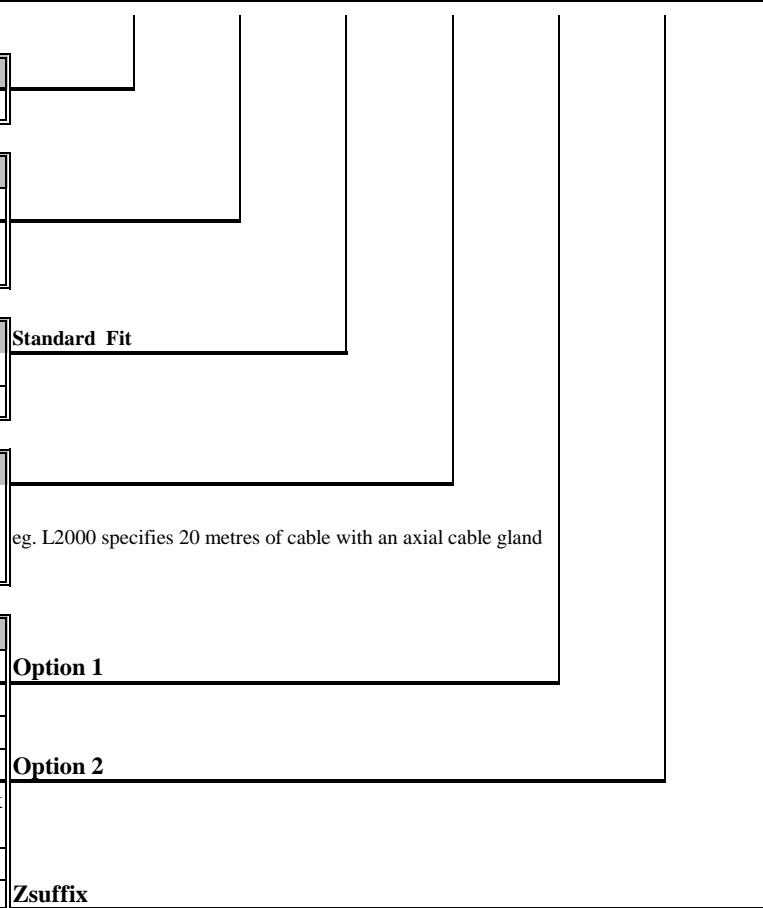 Standard Fit
eg. L2000 specifies 20 metres of cable with an axial cable gland
Option 1
Option 2
Zsuffix